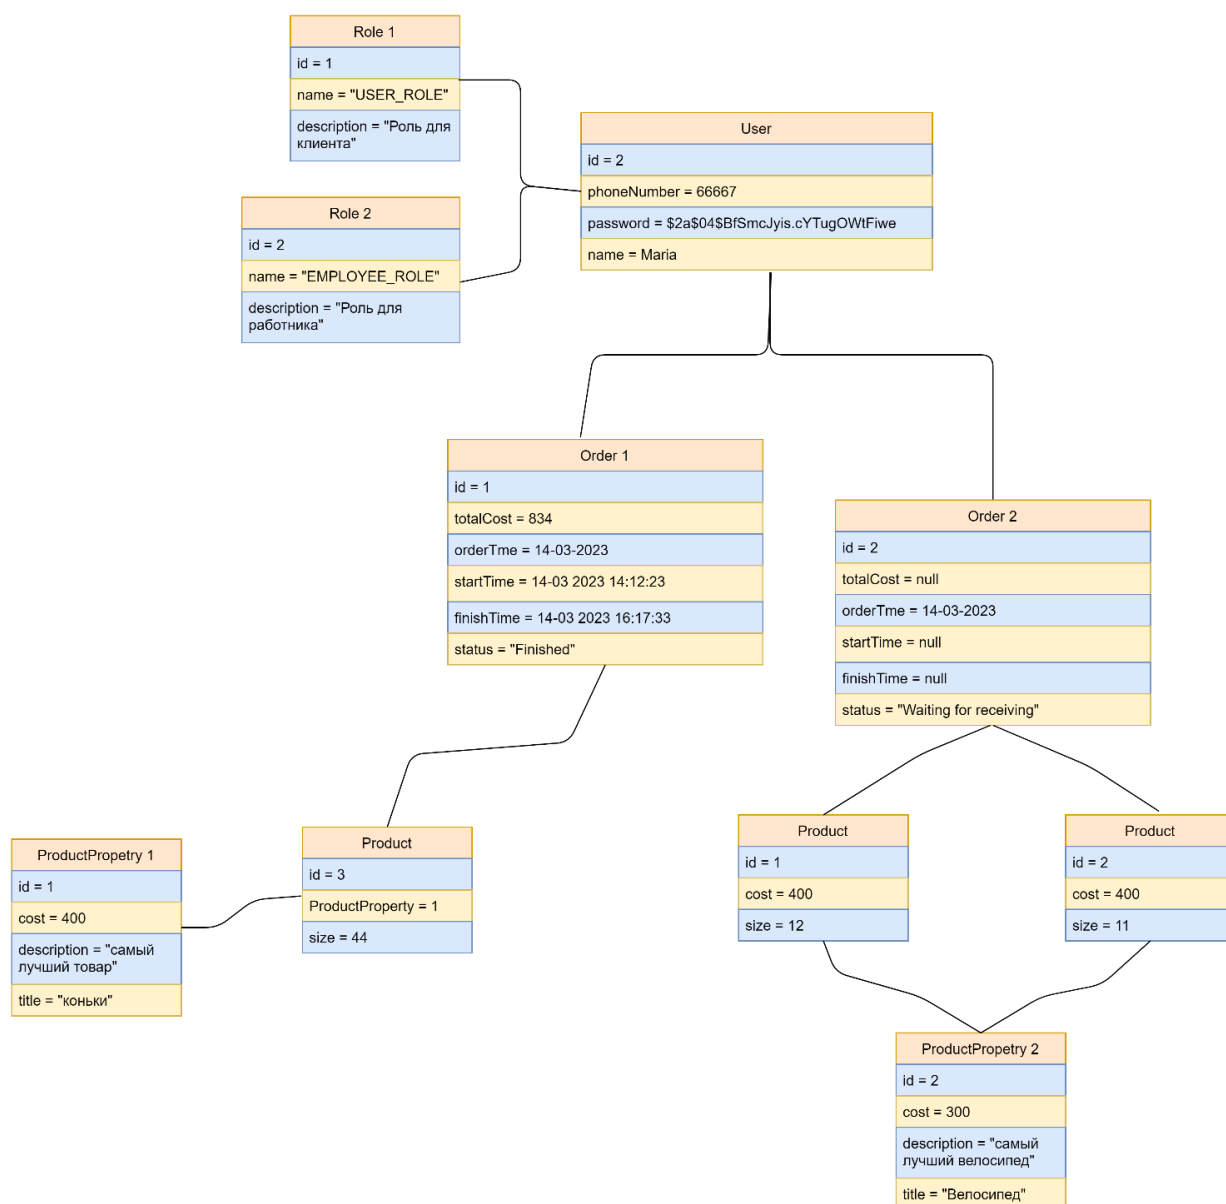 Role 1
id = 1
name = "USER_ROLE"
description = "Роль для
клиента"
Role 2
id = 2
name = "EMPLOYEE_ROLE"
description = "Роль для
работника"
User
id = 2
phoneNumber = 66667
password = $2a$04$BfSmcJyis.cYTugOWtFiwe
name = Maria
Order 1
id = 1
totalCost = 834
orderTme = 14-03-2023
startTime = 14-03 2023 14:12:23
finishTime = 14-03 2023 16:17:33
status = "Finished"
Order 2
id = 2
totalCost = null
orderTme = 14-03-2023
startTime = null
finishTime = null
status = "Waiting for receiving"
ProductPropetry 1
id = 1
cost = 400
description = "самый
лучший товар"
title = "коньки"
Product
id = 3
ProductProperty = 1
size = 44
Product
id = 1
cost = 400
size = 12
Product
id = 2
cost = 400
size = 11
ProductPropetry 2
id = 2
cost = 300
description = "самый
лучший велосипед"
title = "Велосипед"